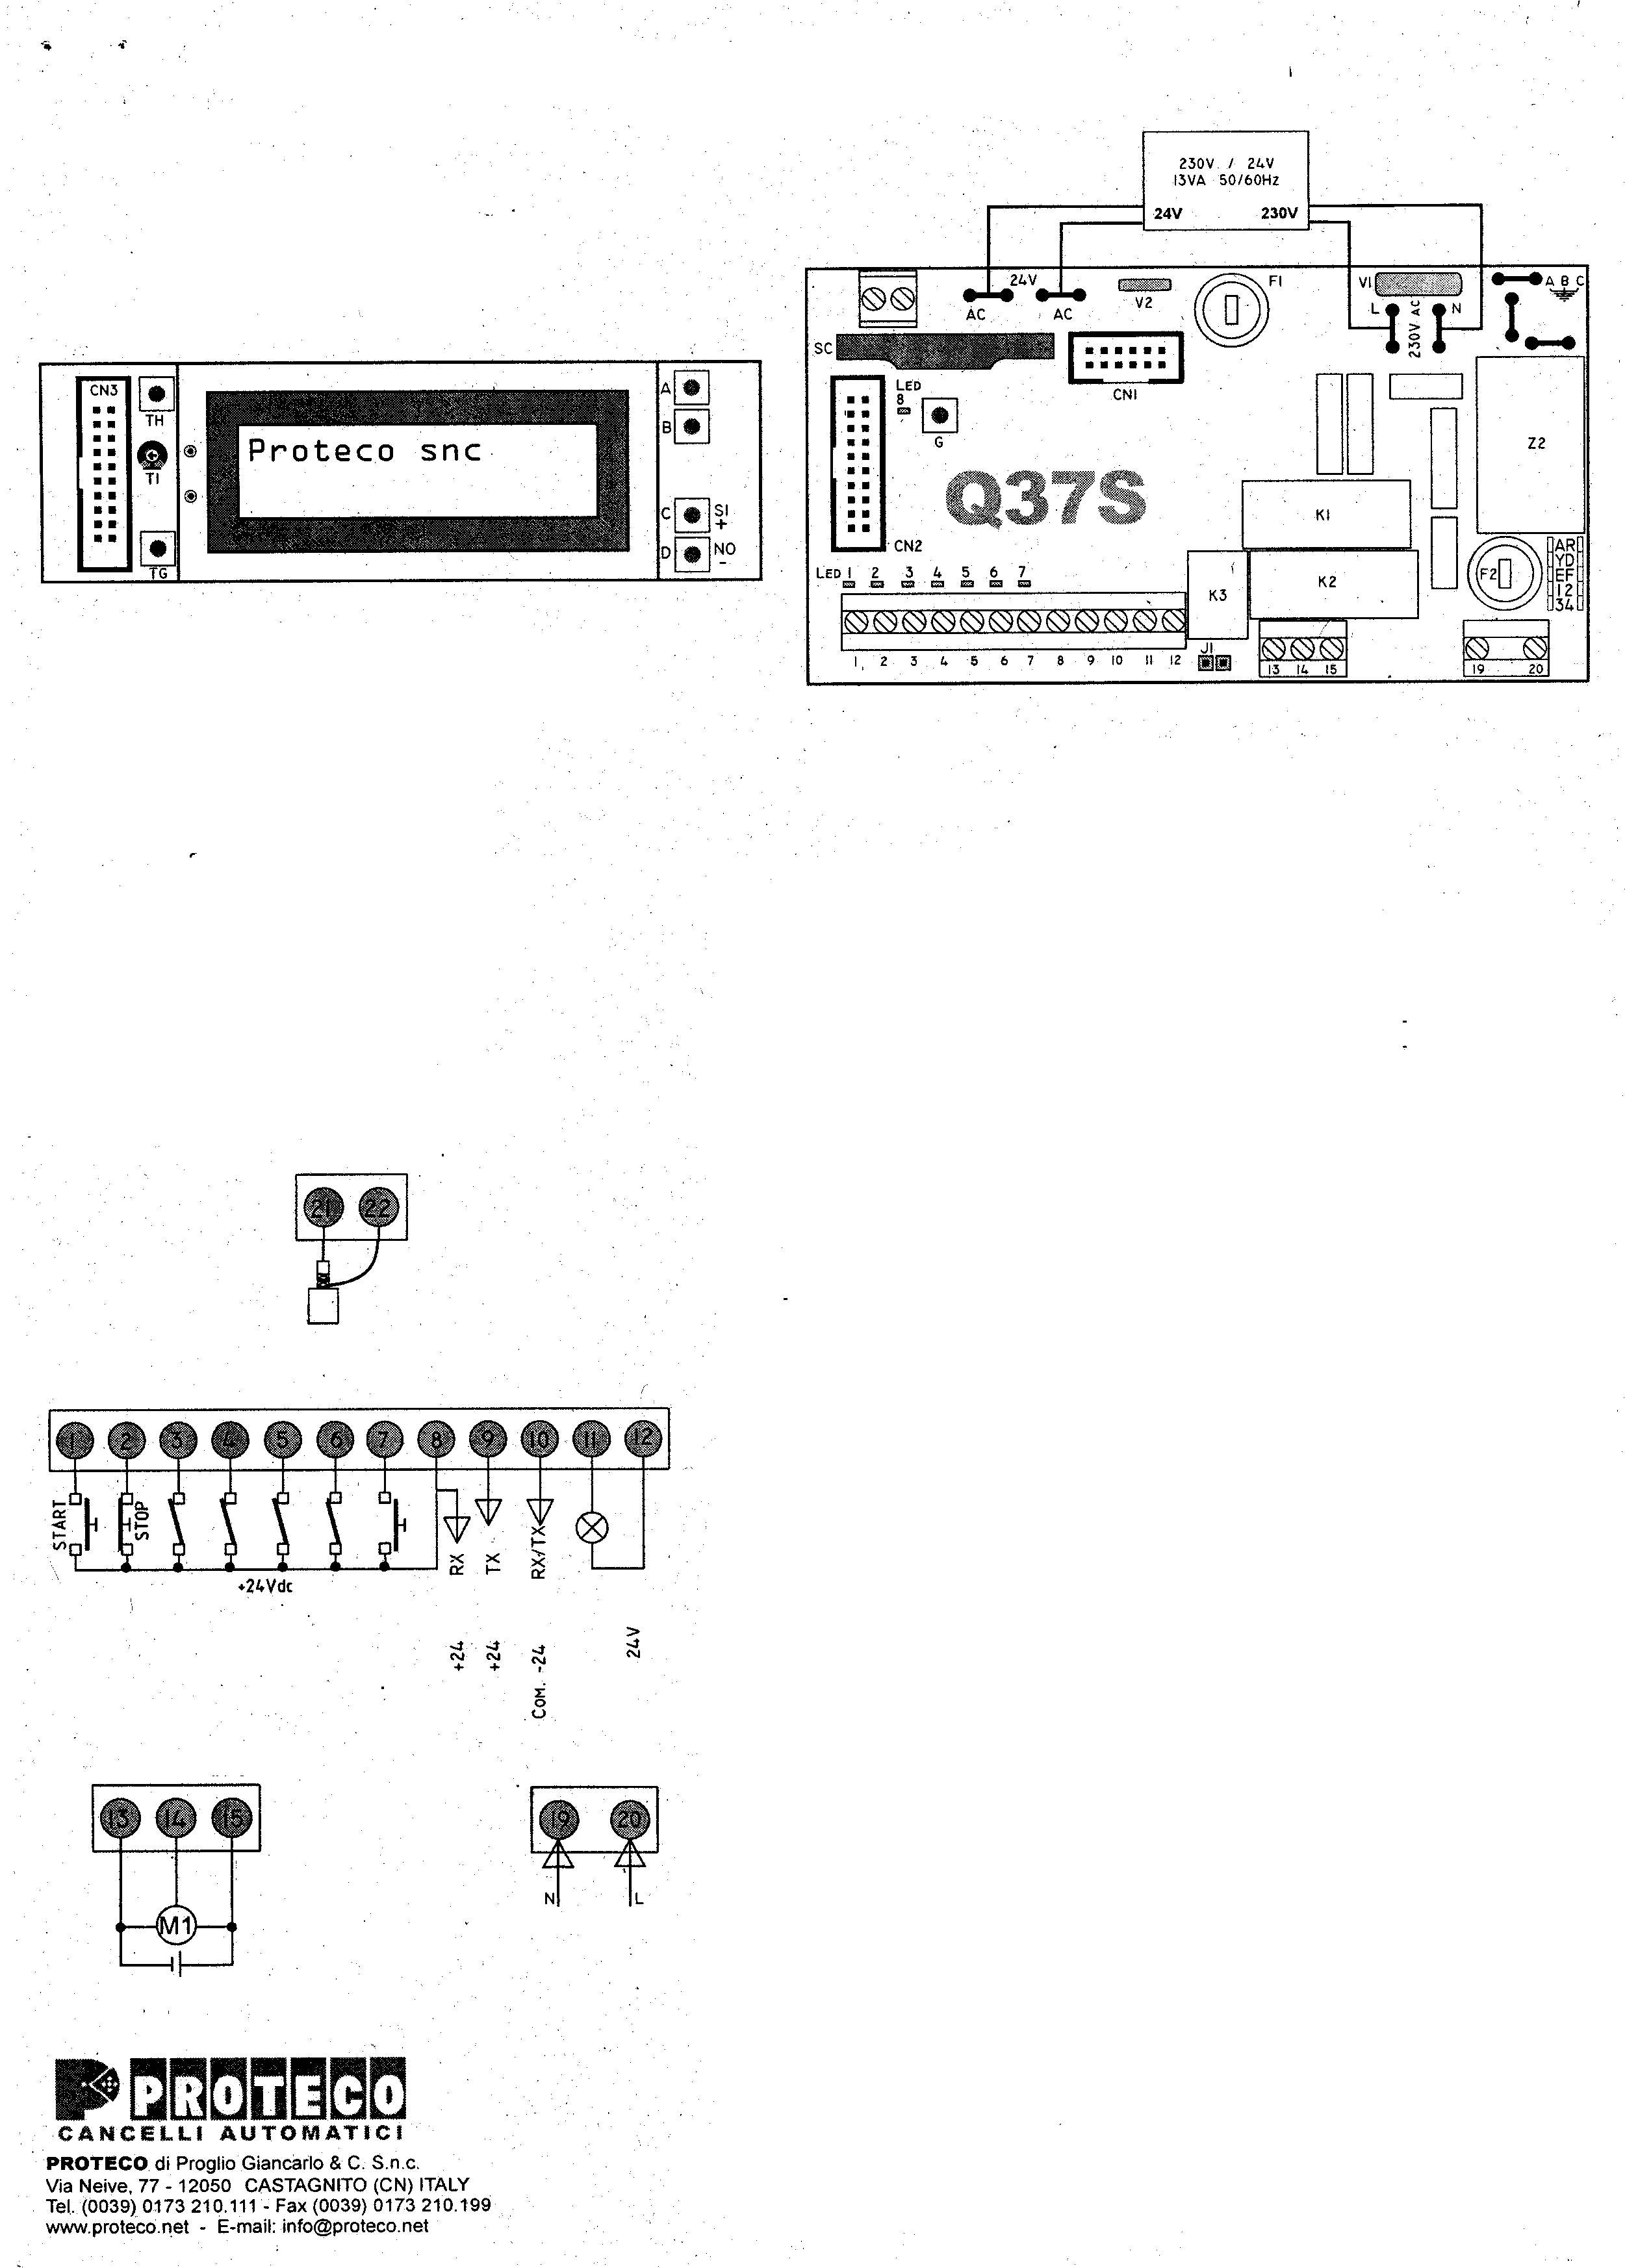 230V / 24V
13VA 50/60Hz
24V 230V
24V
AC AC
V2
F1
V1
L
230V AC
N
A B C
SC
CN1
LED
8
G
Q37S
CN2
Z2
K1
K2
K3
F2
AR
YD
EF
12
34
LED 1 2 3 4 5 6 7
J1
1 2 3 4 5 6 7 8 9 10 11 12
13 14 15
19 20
CN3
TH
T1
TG
Proteco snc
A
B
C SI
+
D NO
-
21 22
1 2 3 4 5 6 7 8 9 10 11 12
START
STOP
RX
TX
RX/TX
+24Vdc
+24
+24
COM. -24
24V
13 14 15
M1
19 20
N L
PROTECO
CANCELLI AUTOMATICI
PROTECO di Proglio Giancarlo & C. S.n.c.
Via Neive, 77 - 12050 CASTAGNITO (CN) ITALY
Tel. (0039) 0173 210.111 - Fax (0039) 0173 210.199
www.proteco.net - E-mail: info@proteco.net